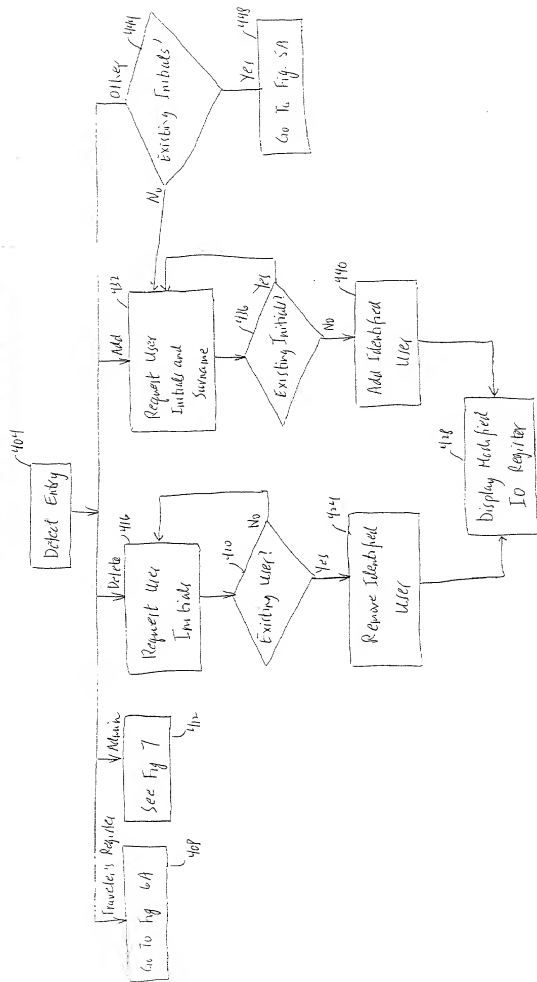 Detect Entry
404
Traveler's Register
Go To Fig 6A
408
Admin
See Fig 7
412
Delete
416
Request User
Initials
420
Existing User?
No
Yes
424
Remove Identified
User
Add
432
Request User
Initials and
Surname
436
Existing Initials?
Yes
No
440
Add Identified
User
428
Display Modified
IO Register
Other
444
Existing Initials?
No
Yes
448
Go To Fig. 5A